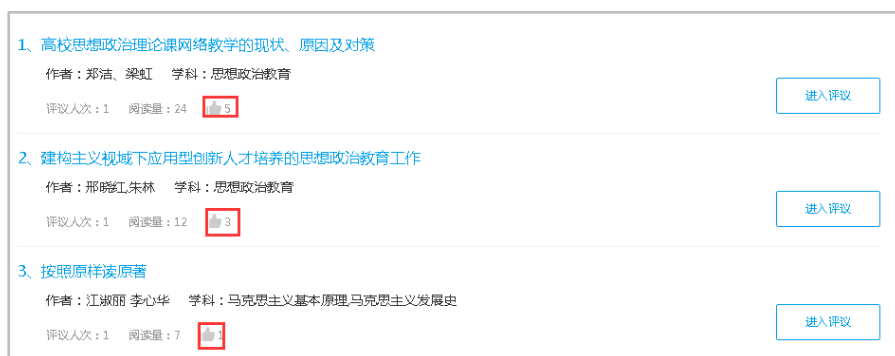 1、高校思想政治理论课网络教学的现状、原因及对策
作者：郑洁、梁虹 学科：思想政治教育
进入评议
评议人次：1 阅读量：24 5
2、建构主义视域下应用型创新人才培养的思想政治教育工作
作者：邢晓红,朱林 学科：思想政治教育
进入评议
评议人次：1 阅读量：12 3
3、按照原样读原著
作者：江淑丽 李心华 学科：马克思主义基本原理,马克思主义发展史
进入评议
评议人次：1 阅读量：7 1